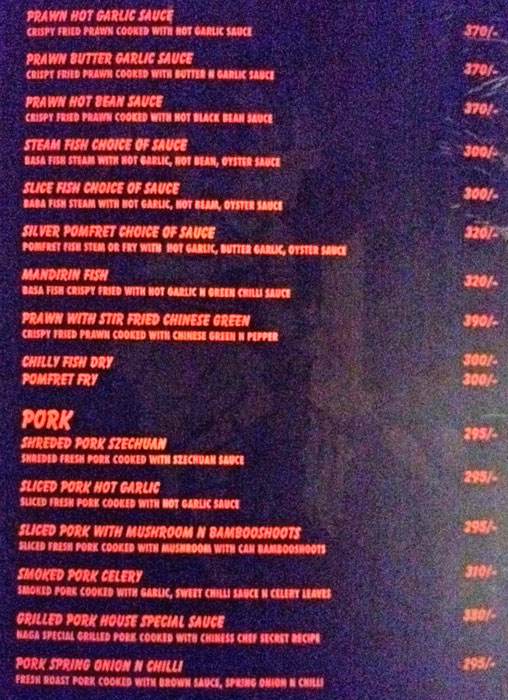 PRAWN HOT GARLIC SAUCE 370/-
CRISPY FRIED PRAWN COOKED WITH HOT GARLIC SAUCE
PRAWN BUTTER GARLIC SAUCE 370/-
CRISPY FRIED PRAWN COOKED WITH BUTTER N GARLIC SAUCE
PRAWN HOT BEAN SAUCE 370/-
CRISPY FRIED PRAWN COOKED WITH HOT BLACK BEAN SAUCE
STEAM FISH CHOICE OF SAUCE 300/-
BASA FISH STEAM WITH HOT GARLIC, HOT BEAN, OYSTER SAUCE
SLICE FISH CHOICE OF SAUCE 300/-
BABA FISH STEAM WITH HOT GARLIC, HOT BEAM, OYSTER SAUCE
SILVER POMFRET CHOICE OF SAUCE 320/-
POMFRET FISH STEM OR FRY WITH HOT GARLIC, BUTTER GARLIC, OYSTER SAUCE
MANDIRIN FISH 320/-
BASA FISH CRISPY FRIED WITH HOT GARLIC N GREEN CHILLI SAUCE
PRAWN WITH STIR FRIED CHINESE GREEN 390/-
CRISPY FRIED PRAWN COOKED WITH CHINESE GREEN N PEPPER
CHILLY FISH DRY 300/-
POMFRET FRY 300/-
PORK
SHREDED PORK SZECHUAN 295/-
SHREDED FRESH PORK COOKED WITH SZECHUAN SAUCE
SLICED PORK HOT GARLIC 295/-
SLICED FRESH PORK COOKED WITH HOT GARLIC SAUCE
SLICED PORK WITH MUSHROOM N BAMBOOSHOOTS 295/-
SLICED FRESH PORK COOKED WITH MUSHROOM WITH CAN BAMBOOSHOOTS
SMOKED PORK CELERY 310/-
SMOKED PORK COOKED WITH GARLIC, SWEET CHILLI SAUCE N CELERY LEAVES
GRILLED PORK HOUSE SPECIAL SAUCE
NAGA SPECIAL GRILLED PORK COOKED WITH CHINESS CHEF SECRET RECIPE
PORK SPRING ONION N CHILLI 295/-
FRESH ROAST PORK COOKED WITH BROWN SAUCE, SPRING ONION N CHILLI